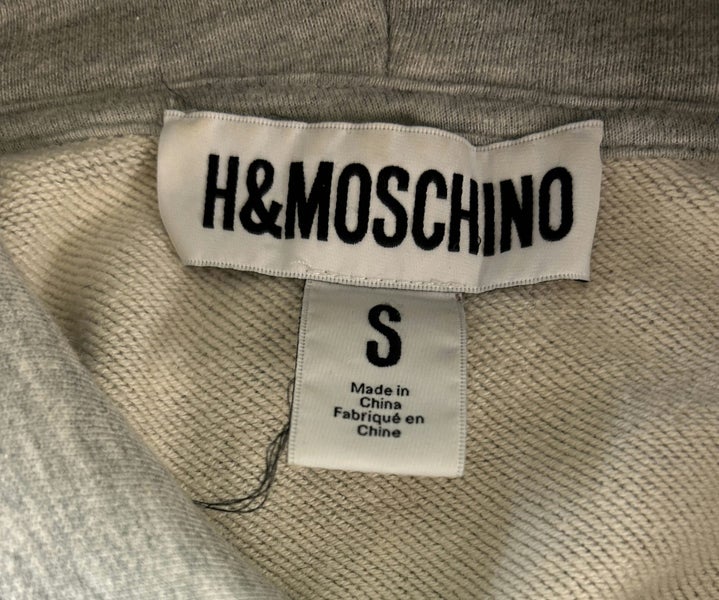 H&MOSCHINO
S
Made in
China
Fabriqué en
Chine